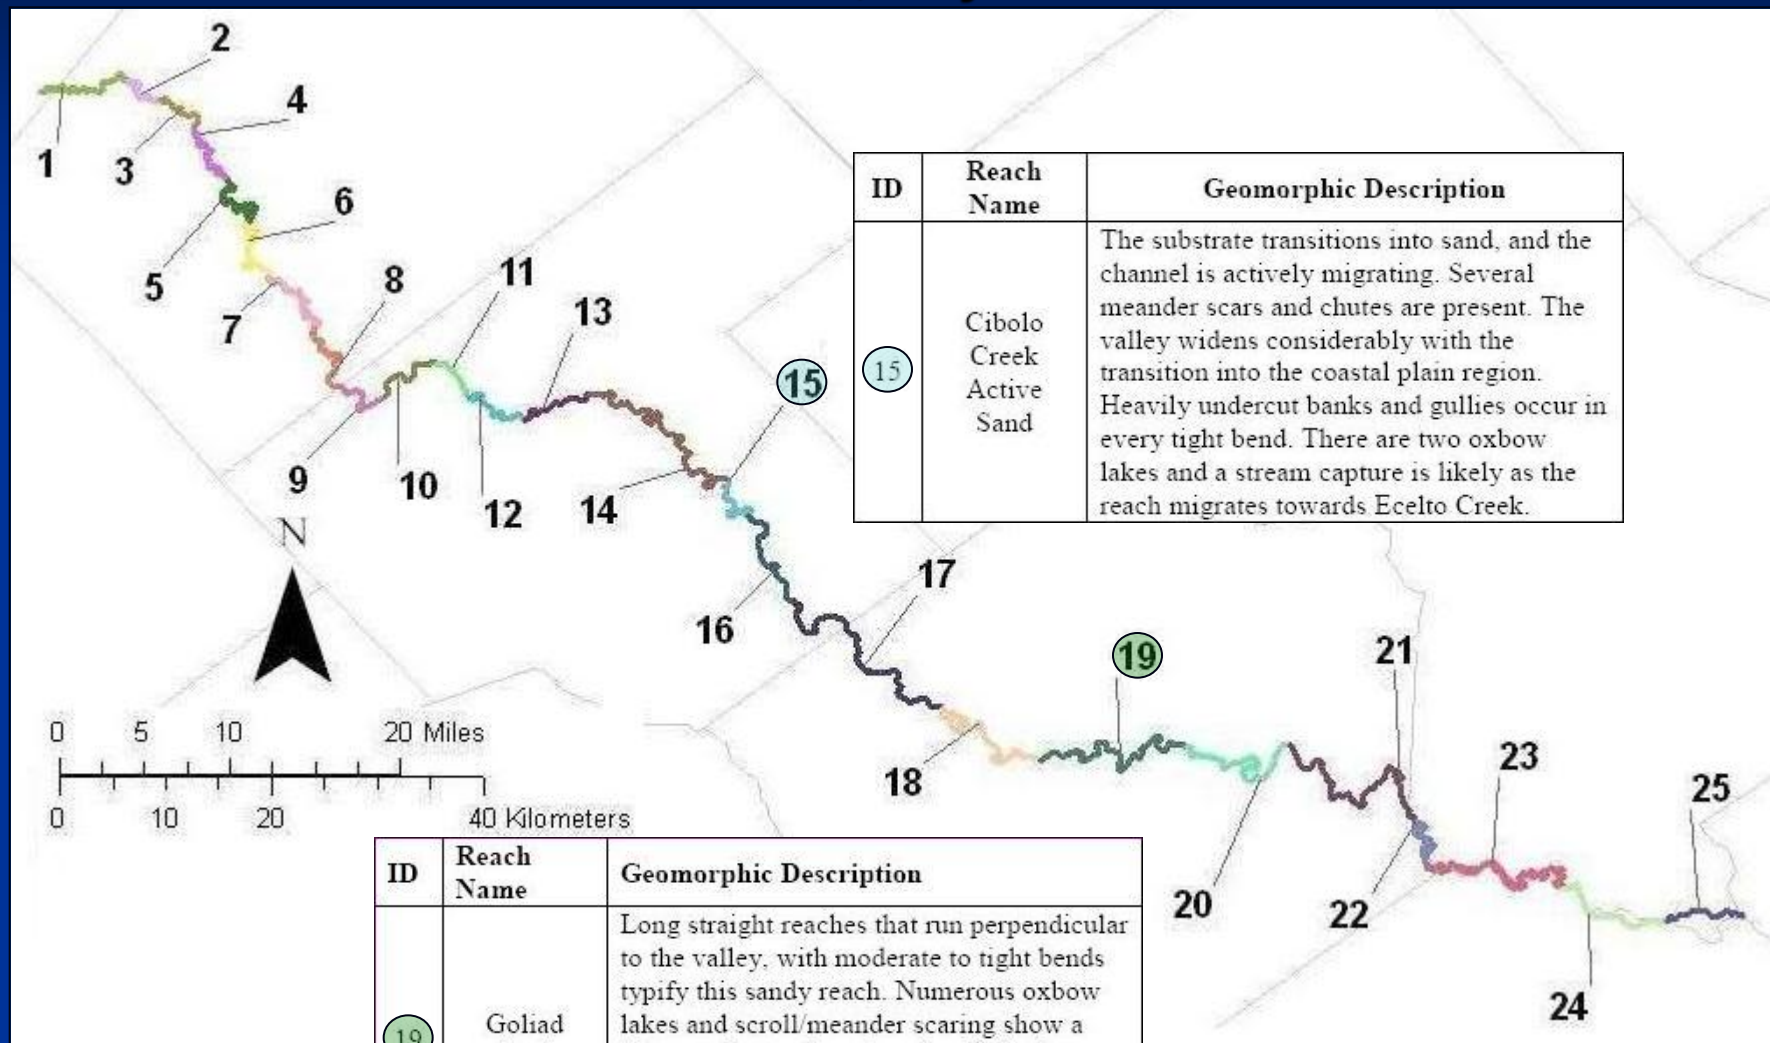 2
4
1
3
6
5
8
11
7
13
15
9
10
12
14
N
17
16
19
21
18
23
25
20
22
24
0 5 10 20 Miles
0 10 20 40 Kilometers
ID Reach Name Geomorphic Description
15
Cibolo
Creek
Active
Sand
The substrate transitions into sand, and the
channel is actively migrating. Several
meander scars and chutes are present. The
valley widens considerably with the
transition into the coastal plain region.
Heavily undercut banks and gullies occur in
every tight bend. There are two oxbow
lakes and a stream capture is likely as the
reach migrates towards Ecelto Creek.
ID Reach Name Geomorphic Description
19
Goliad
Long straight reaches that run perpendicular
to the valley, with moderate to tight bends
typify this sandy reach. Numerous oxbow
lakes and scroll/meander scaring show a